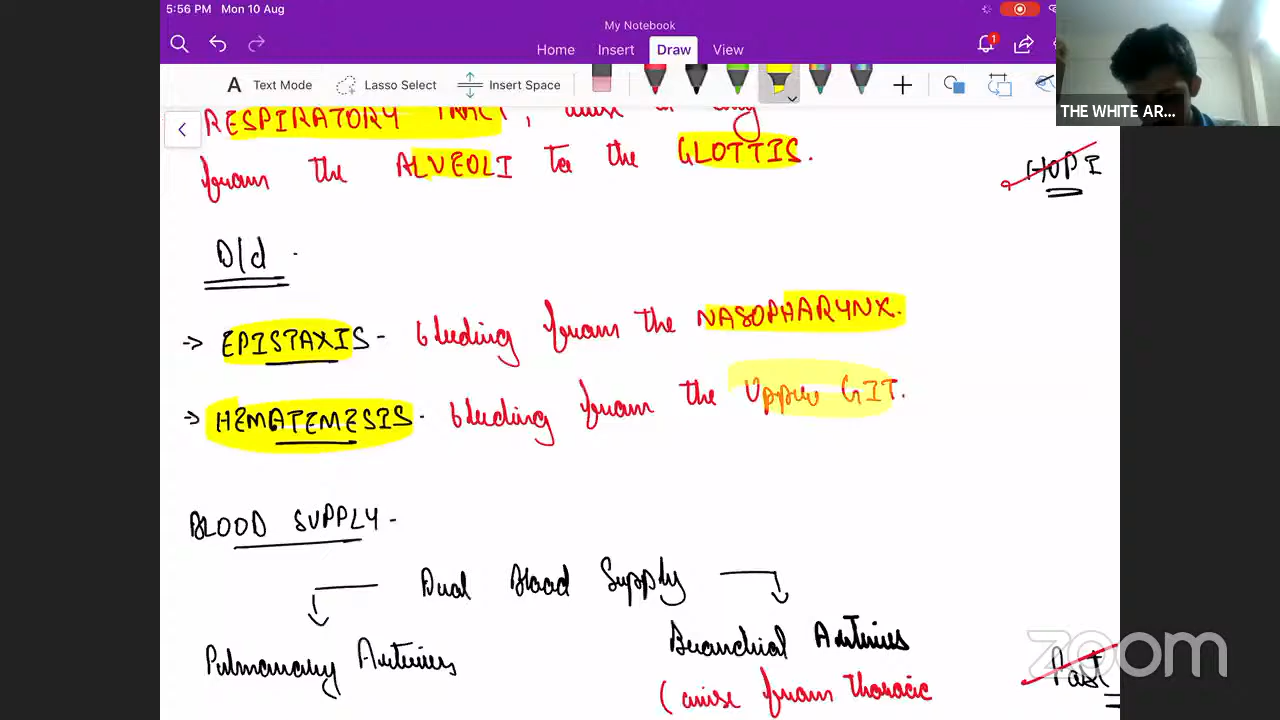 5:56 PM Mon 10 Aug
My Notebook
Home Insert Draw View
1
A Text Mode Lasso Select Insert Space
THE WHITE AR...
RESPIRATORY TRACT,
from the ALVEOLI to the GLOTTIS.
HOPI
D/d -
→ EPISTAXIS - bleeding from the NASOPHARYNX.
→ HEMATEMESIS - bleeding from the Upper GIT.
BLOOD SUPPLY -
Dual Blood Supply
Pulmonary Arteries
Bronchial Arteries
(arise from thoracic
Past
zoom